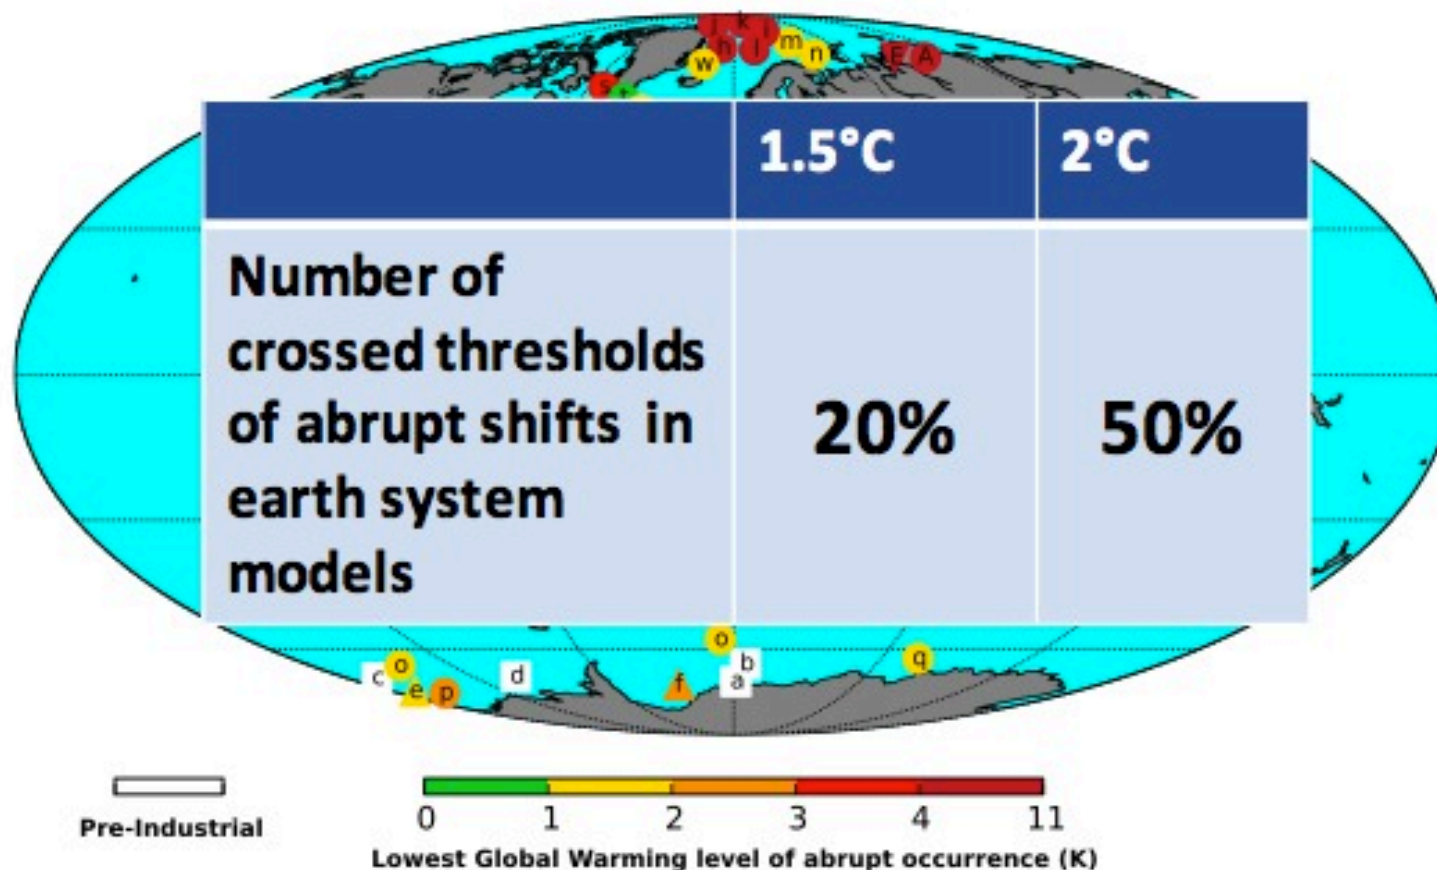 j k i
h l m n
w E A
s
1.5°C 2°C
Number of
crossed thresholds
of abrupt shifts in
earth system
models
20% 50%
o o b q
c d a
e p f
Pre-Industrial
0 1 2 3 4 11
Lowest Global Warming level of abrupt occurrence (K)